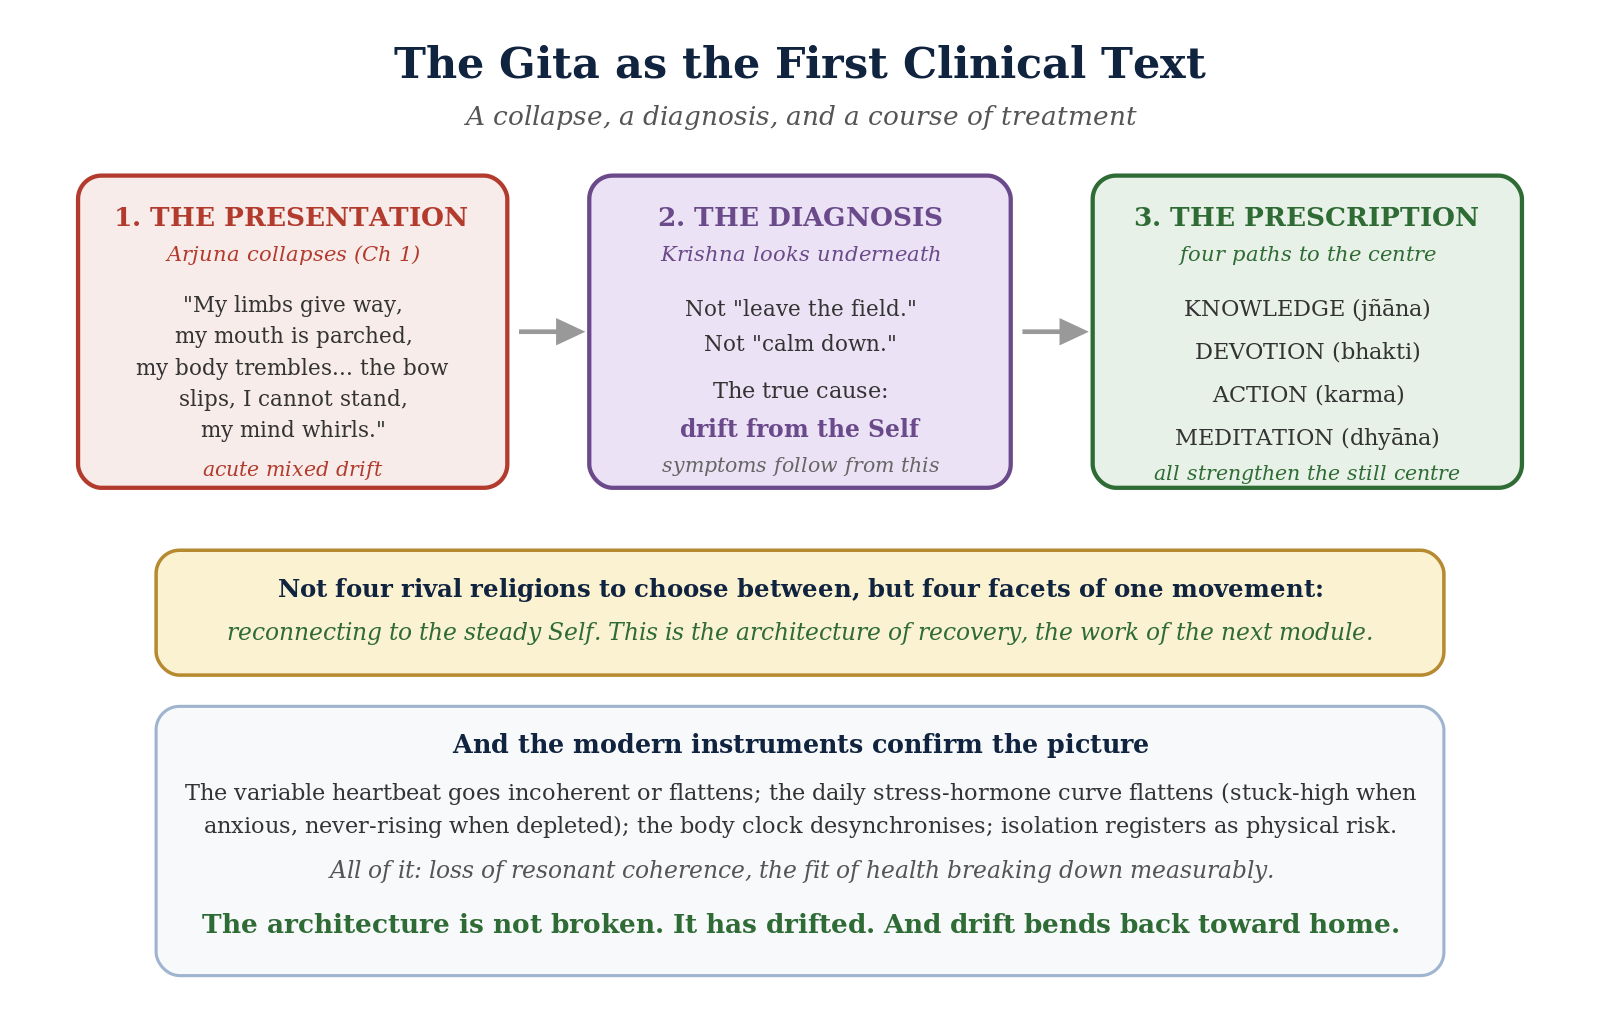 The Gita as the First Clinical Text
A collapse, a diagnosis, and a course of treatment
1. THE PRESENTATION
Arjuna collapses (Ch 1)
"My limbs give way,
my mouth is parched,
my body trembles... the bow
slips, I cannot stand,
my mind whirls."
acute mixed drift
2. THE DIAGNOSIS
Krishna looks underneath
Not "leave the field."
Not "calm down."
The true cause:
drift from the Self
symptoms follow from this
3. THE PRESCRIPTION
four paths to the centre
KNOWLEDGE (jñāna)
DEVOTION (bhakti)
ACTION (karma)
MEDITATION (dhyāna)
all strengthen the still centre
Not four rival religions to choose between, but four facets of one movement:
reconnecting to the steady Self. This is the architecture of recovery, the work of the next module.
And the modern instruments confirm the picture
The variable heartbeat goes incoherent or flattens; the daily stress-hormone curve flattens (stuck-high when
anxious, never-rising when depleted); the body clock desynchronises; isolation registers as physical risk.
All of it: loss of resonant coherence, the fit of health breaking down measurably.
The architecture is not broken. It has drifted. And drift bends back toward home.